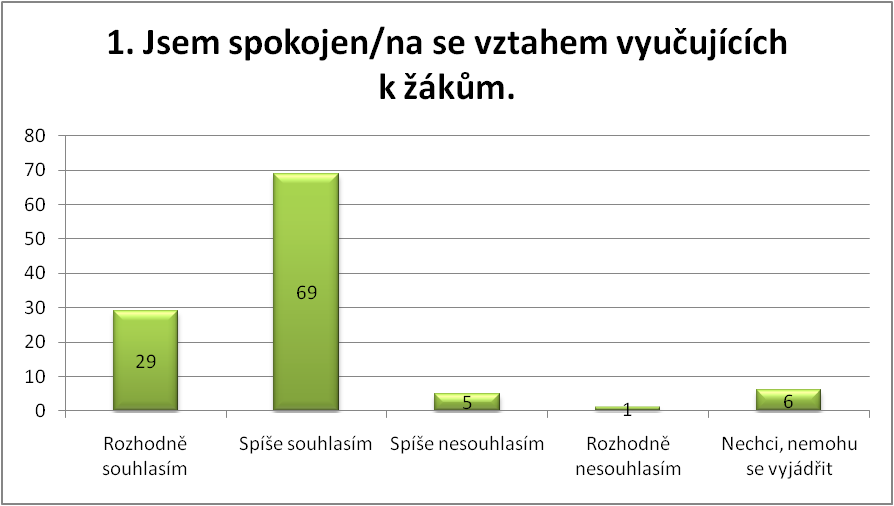 1. Jsem spokojen/na se vztahem vyučujících
k žákům.
80
70
60
50
40
30
20
10
0
29
69
5
1
6
Rozhodně
souhlasím
Spíše souhlasím
Spíše nesouhlasím
Rozhodně
nesouhlasím
Nechci, nemohu
se vyjádřit